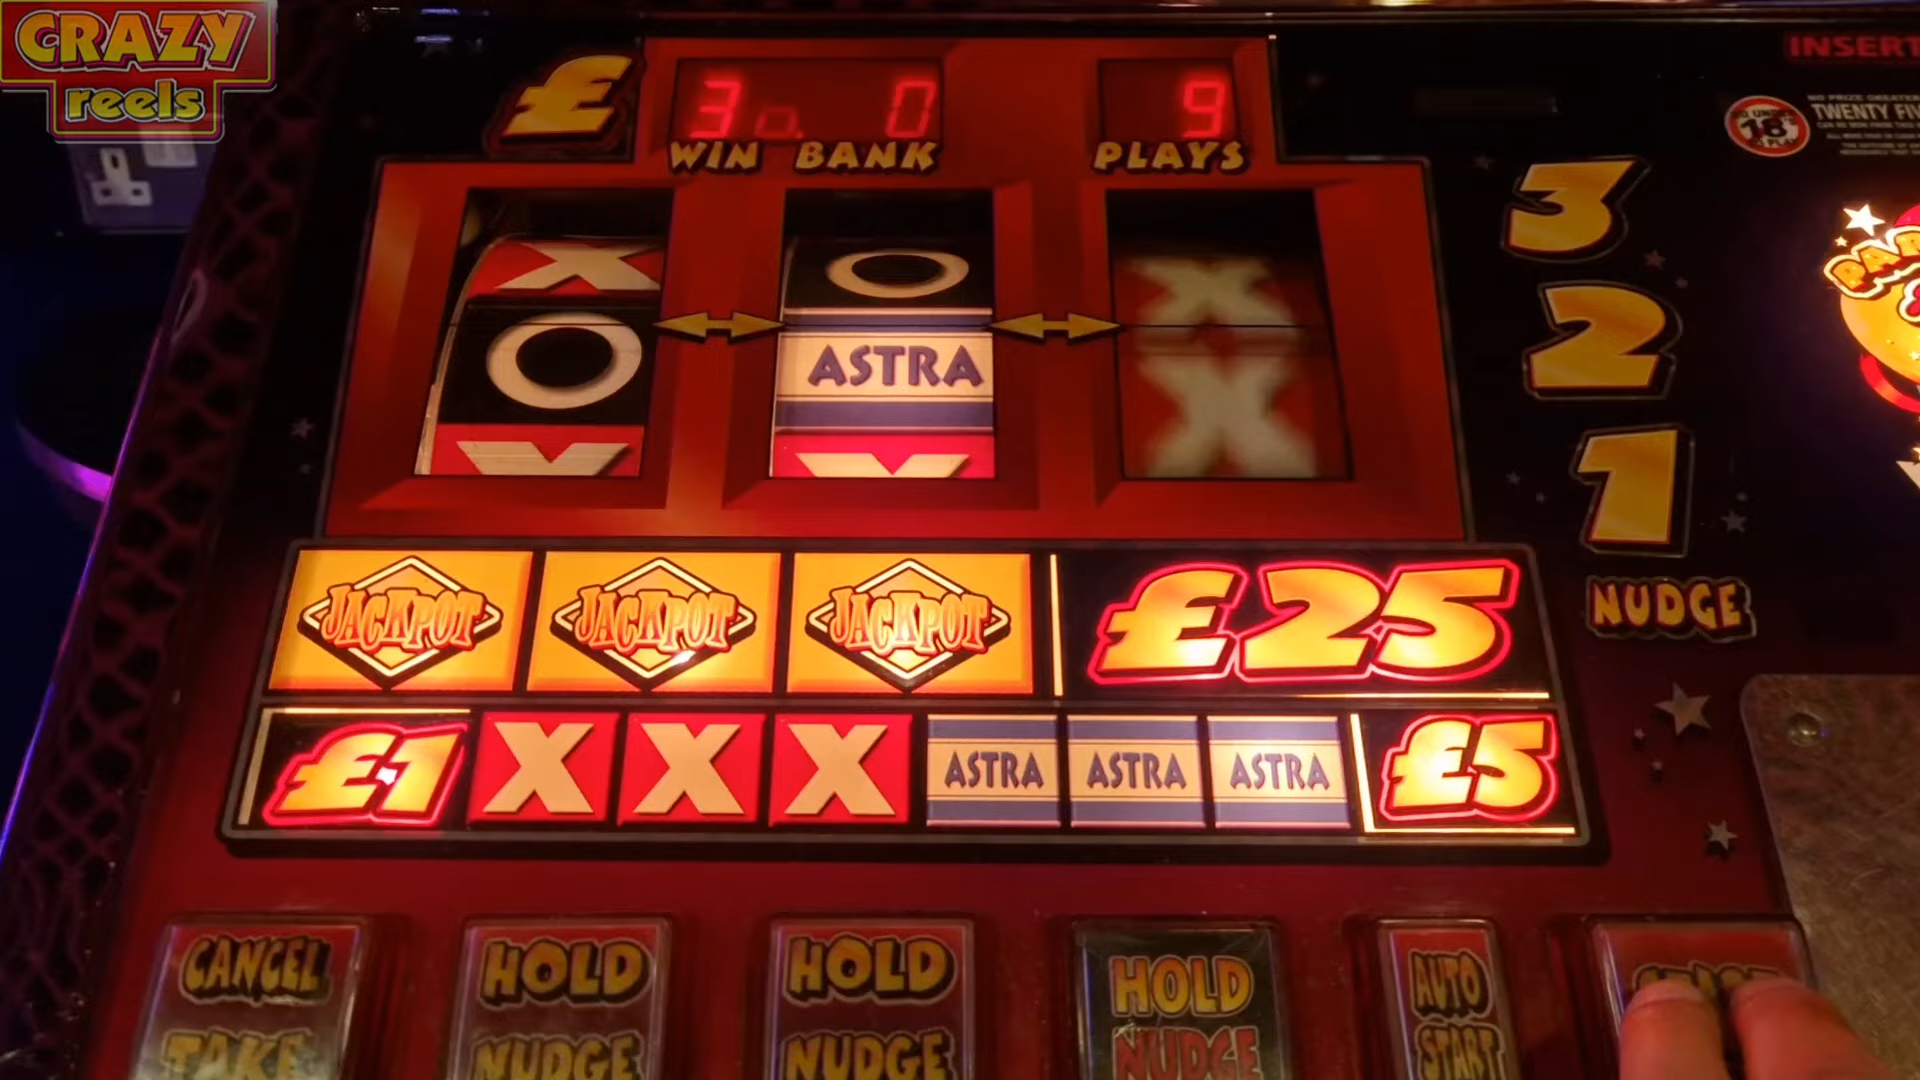 CRAZY
reels
£
3 0. 0
9
WIN BANK
PLAYS
INSERT
TWENTY FIV
18
X
O
O
ASTRA
X
X
3
2
1
NUDGE
JACKPOT JACKPOT JACKPOT £25
£1 X X X ASTRA ASTRA ASTRA £5
CANCEL
TAKE
HOLD
NUDGE
HOLD
NUDGE
HOLD
NUDGE
AUTO
START